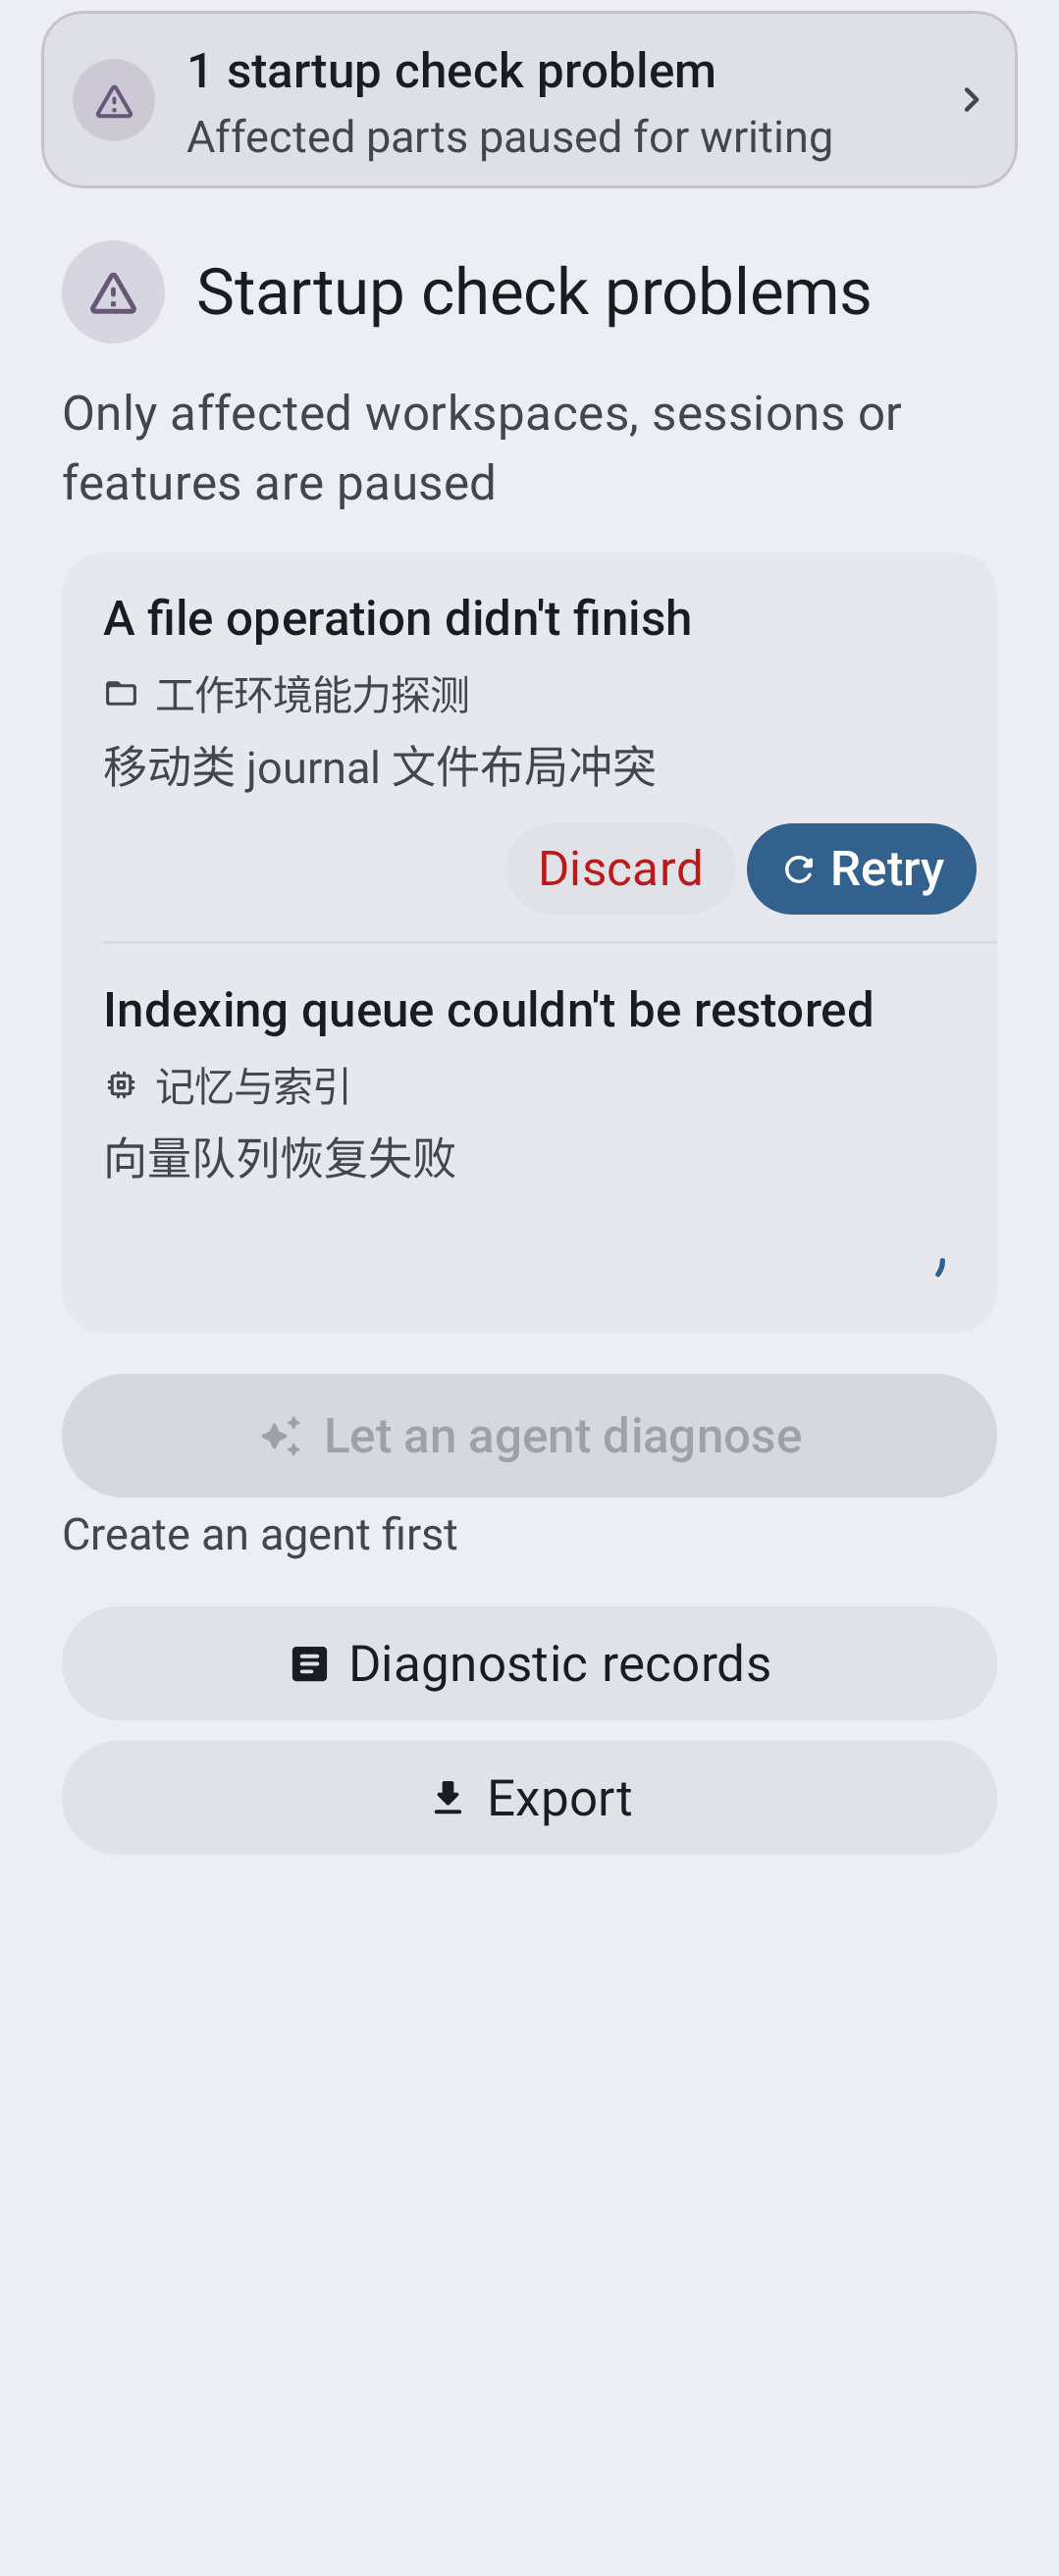 1 startup check problem
Affected parts paused for writing
Startup check problems
Only affected workspaces, sessions or
features are paused
A file operation didn't finish
工作环境能力探测
移动类 journal 文件布局冲突
Discard
Retry
Indexing queue couldn't be restored
记忆与索引
向量队列恢复失败
Let an agent diagnose
Create an agent first
Diagnostic records
Export